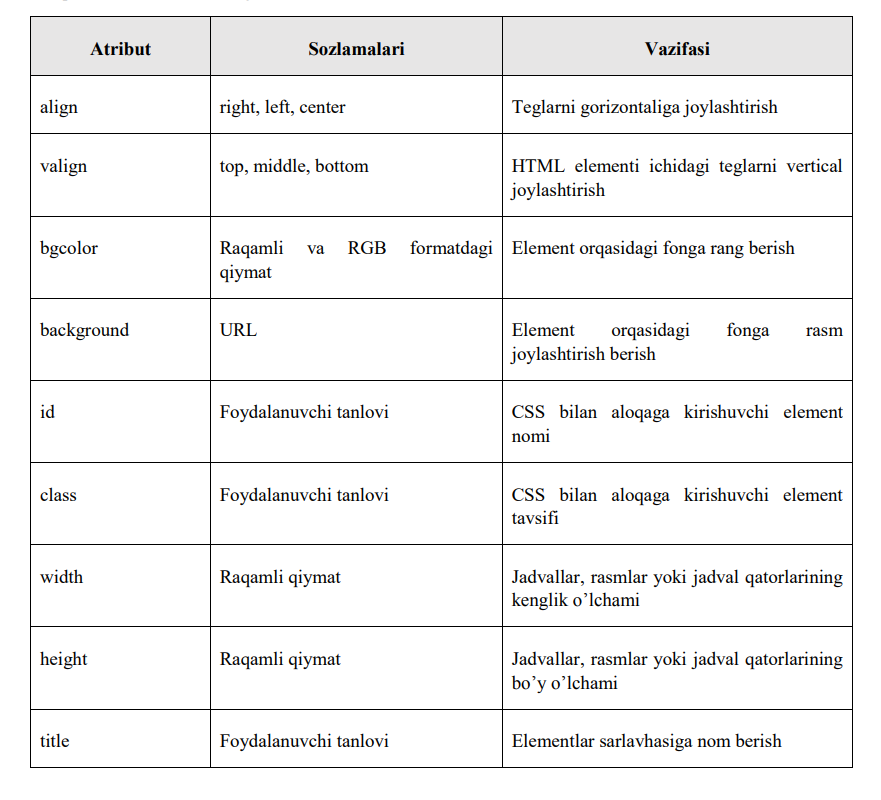 Atribut Sozlamalari Vazifasi
align right, left, center Teglarni gorizontaliga joylashtirish
valign top, middle, bottom HTML elementi ichidagi teglarni vertical
joylashtirish
bgcolor Raqamli va RGB formatdagi Element orqasidagi fonga rang berish
qiymat
background URL Element orqasidagi fonga rasm
joylashtirish berish
id Foydalanuvchi tanlovi CSS bilan aloqaga kirishuvchi element
nomi
class Foydalanuvchi tanlovi CSS bilan aloqaga kirishuvchi element
tavsifi
width Raqamli qiymat Jadvallar, rasmlar yoki jadval qatorlarining
kenglik o’lchami
height Raqamli qiymat Jadvallar, rasmlar yoki jadval qatorlarining
bo’y o’lchami
title Foydalanuvchi tanlovi Elementlar sarlavhasiga nom berish